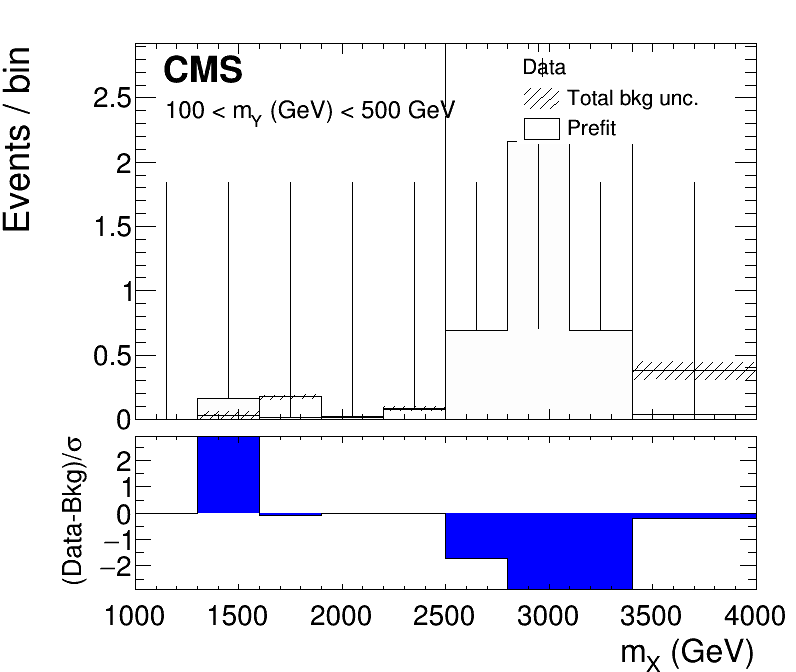 CMS
100 < mY (GeV) < 500 GeV
Data
Total bkg unc.
Prefit
Events / bin
2.5
2
1.5
1
0.5
0
(Data-Bkg)/σ
2
1
0
−1
−2
1000 1500 2000 2500 3000 3500 4000
mX (GeV)